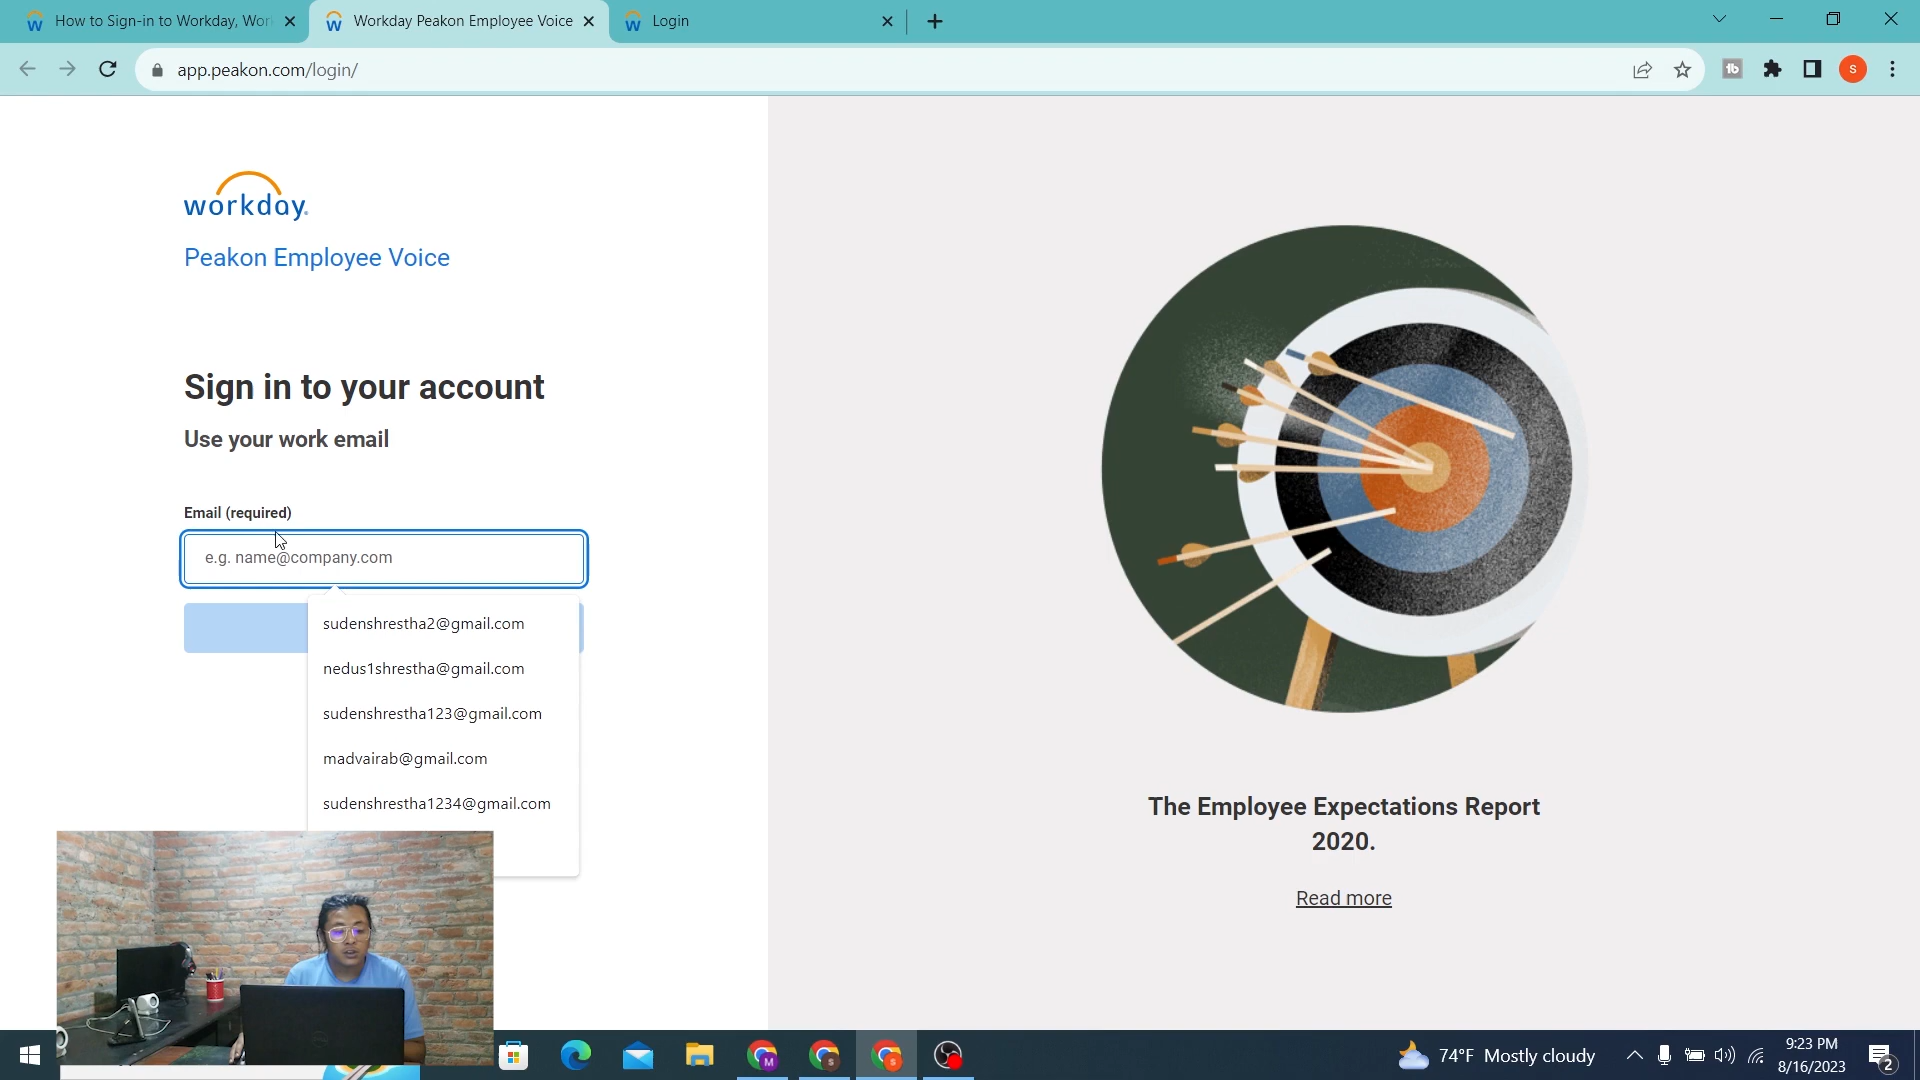 How to Sign-in to Workday, Wor
Workday Peakon Employee Voice
Login
app.peakon.com/login/
tb
S
workday.
Peakon Employee Voice
Sign in to your account
Use your work email
Email (required)
e.g. name@company.com
sudenshrestha2@gmail.com
nedus1shrestha@gmail.com
sudenshrestha123@gmail.com
madvairab@gmail.com
sudenshrestha1234@gmail.com
The Employee Expectations Report
2020.
Read more
74°F Mostly cloudy
9:23 PM
8/16/2023
2